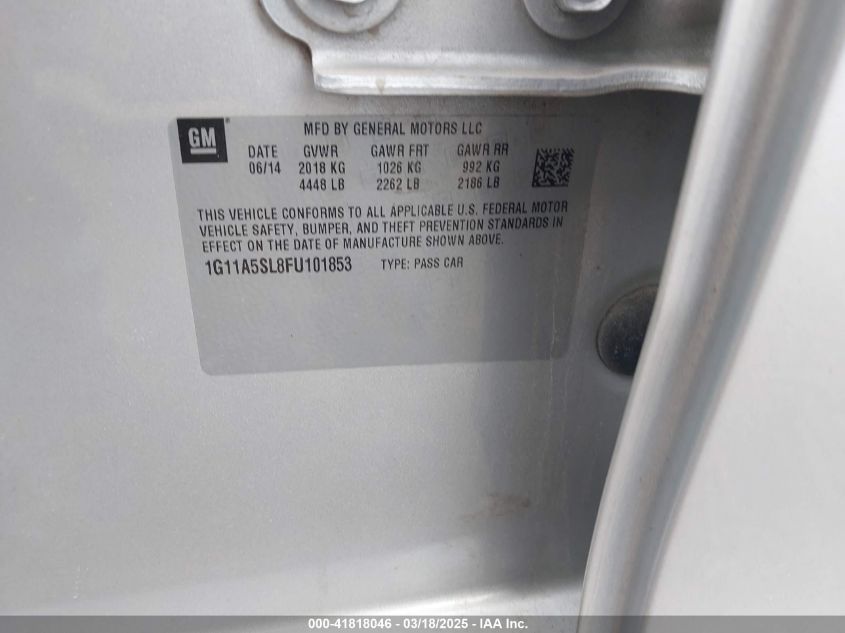 GM® MFD BY GENERAL MOTORS LLC
DATE GVWR GAWR FRT GAWR RR
06/14 2018 KG 1026 KG 992 KG
4448 LB 2262 LB 2186 LB
THIS VEHICLE CONFORMS TO ALL APPLICABLE U.S. FEDERAL MOTOR
VEHICLE SAFETY, BUMPER, AND THEFT PREVENTION STANDARDS IN
EFFECT ON THE DATE OF MANUFACTURE SHOWN ABOVE.
1G11A5SL8FU101853 TYPE: PASS CAR
000-41818046 - 03/18/2025 - IAA Inc.